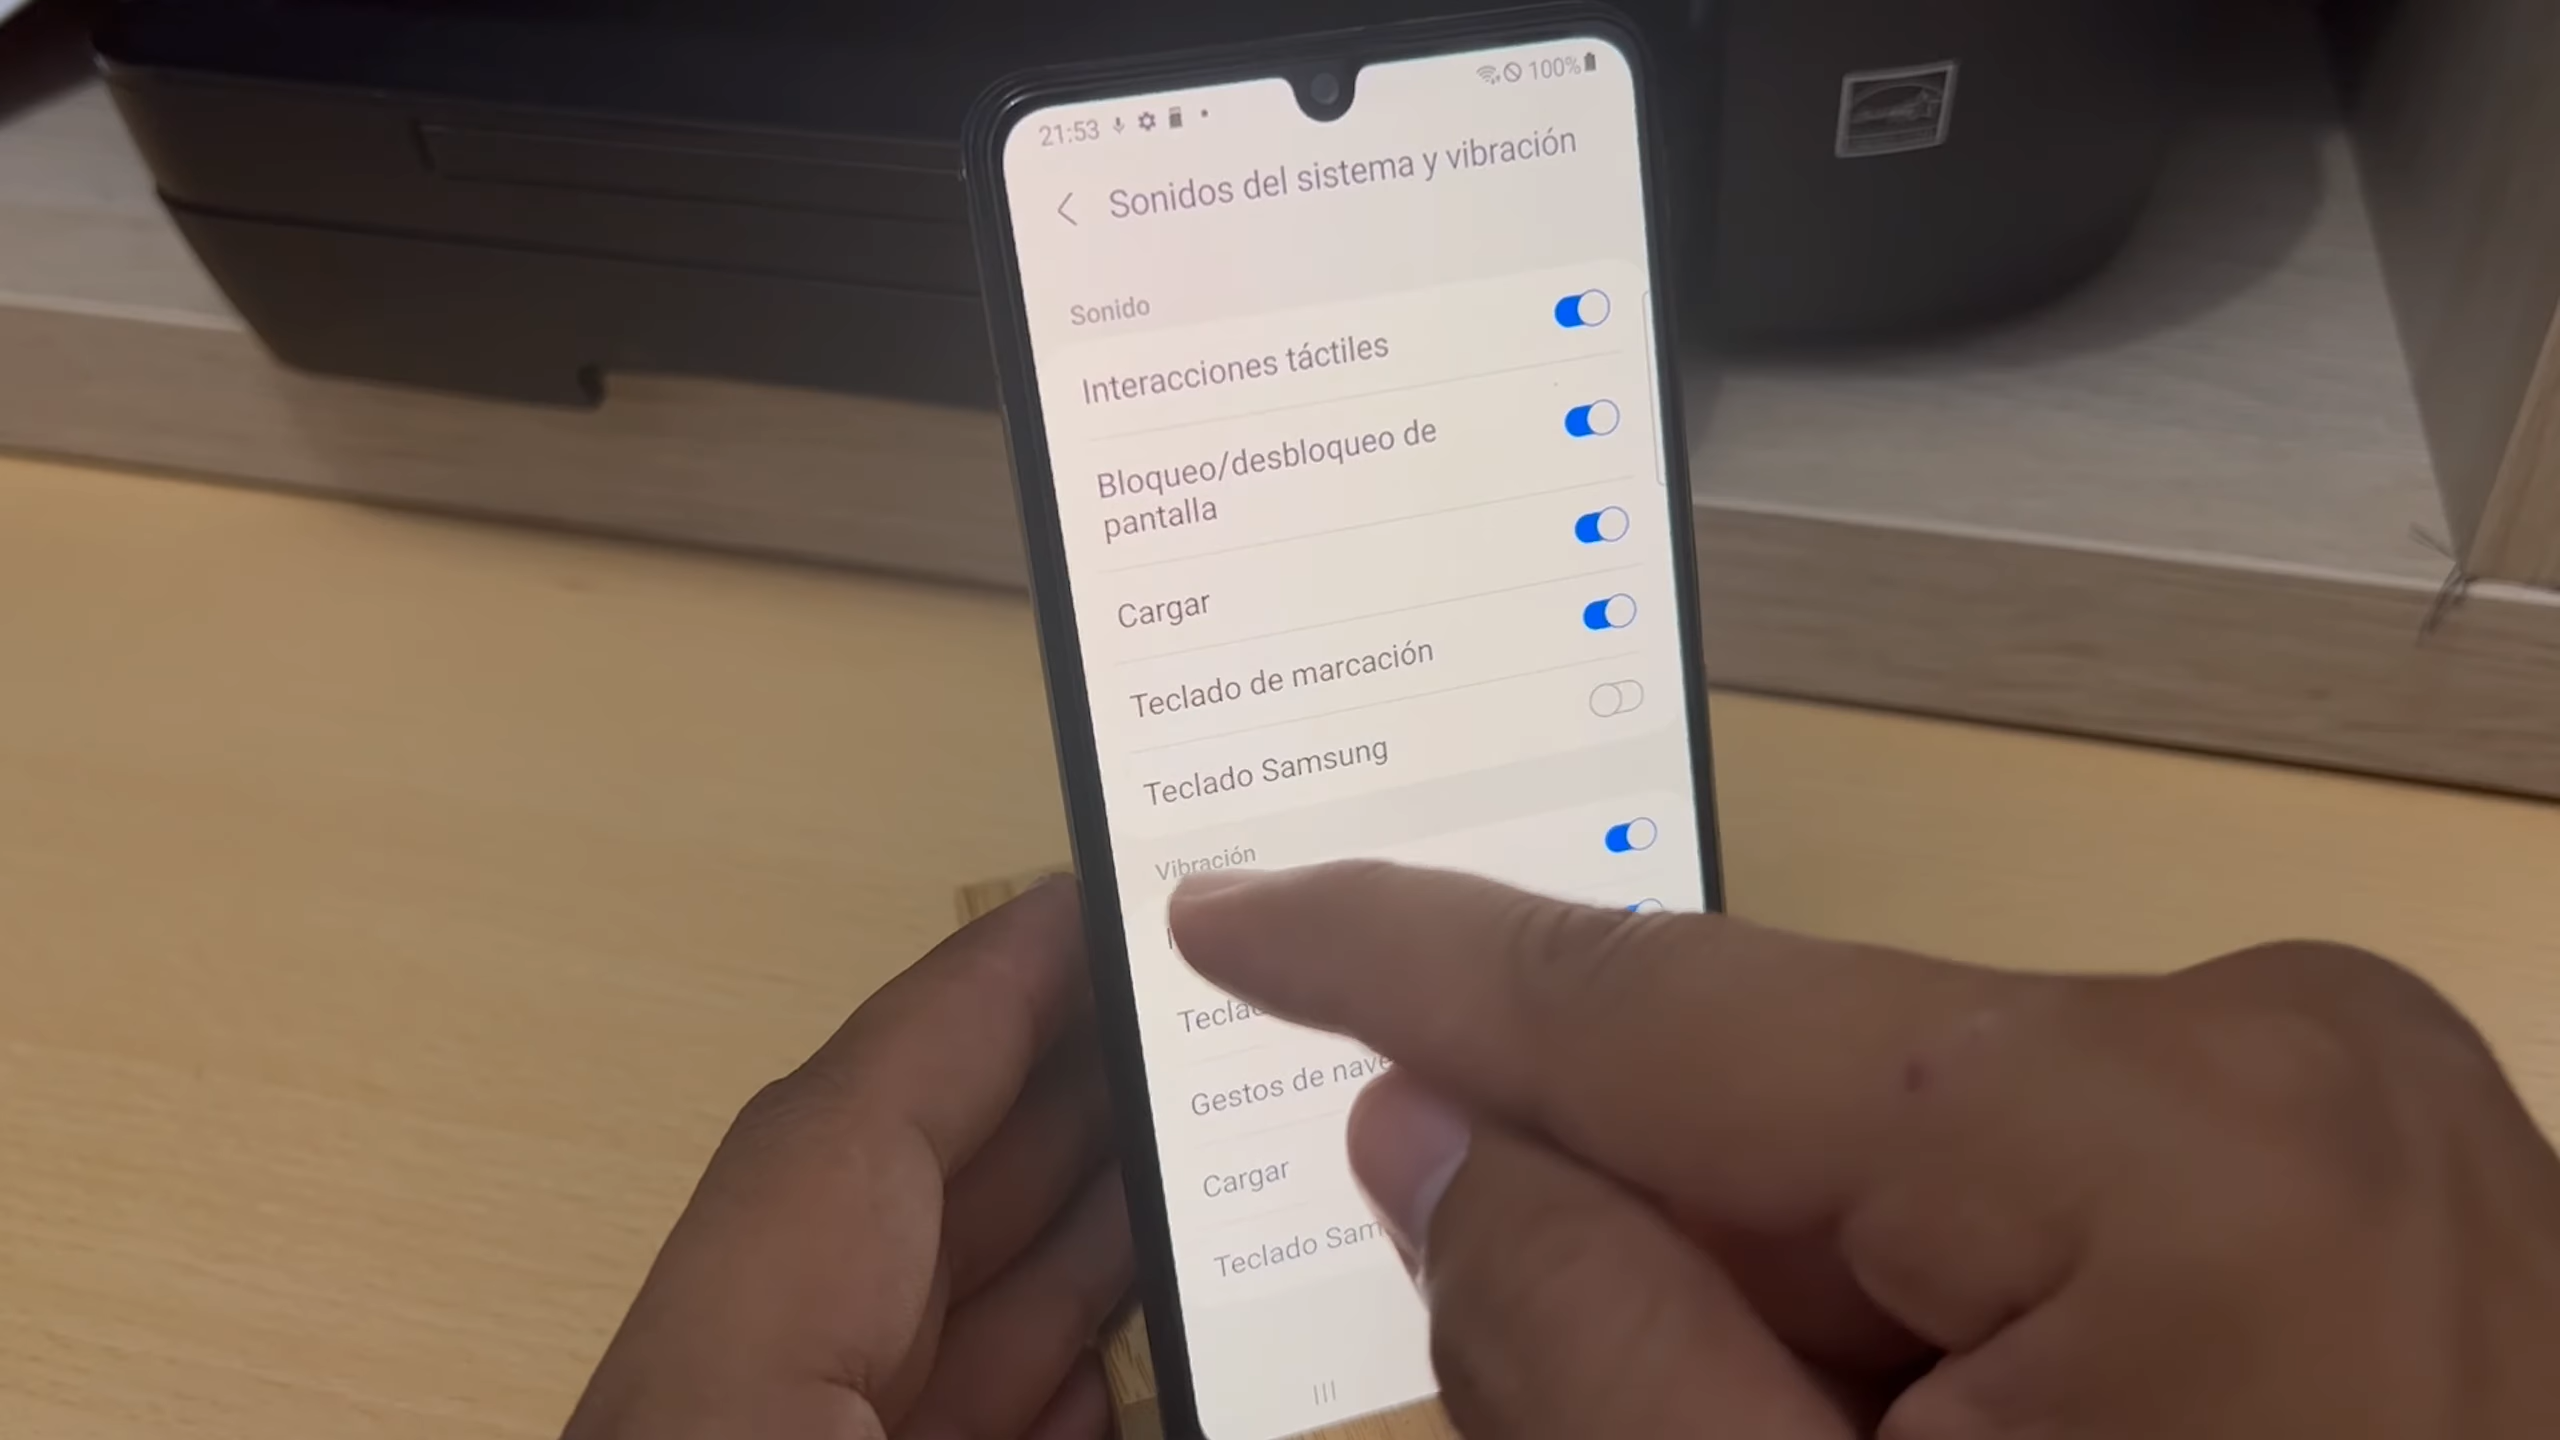 21:53
100%
Sonidos del sistema y vibración
Sonido
Interacciones táctiles
Bloqueo/desbloqueo de
pantalla
Cargar
Teclado de marcación
Teclado Samsung
Vibración
Gestos de
Cargar
Teclado